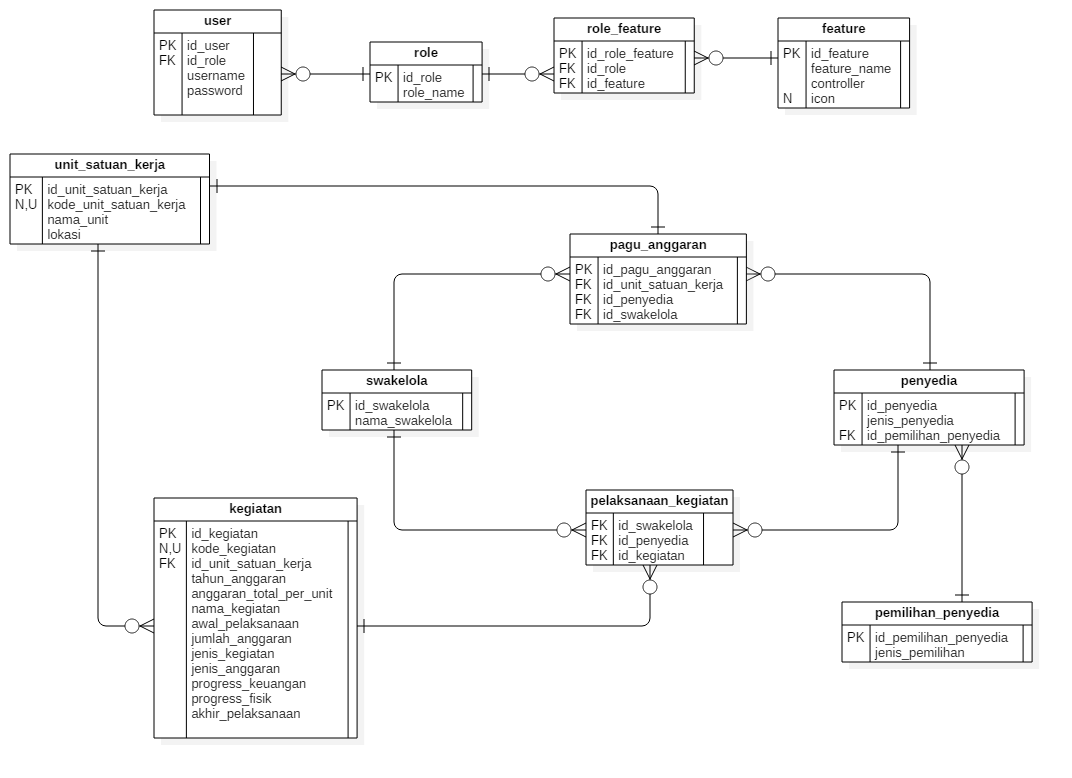 user
PK id_user
FK id_role
username
password
role
PK id_role
role_name
role_feature
PK id_role_feature
FK id_role
FK id_feature
feature
PK id_feature
feature_name
controller
N icon
unit_satuan_kerja
PK id_unit_satuan_kerja
N,U kode_unit_satuan_kerja
nama_unit
lokasi
pagu_anggaran
PK id_pagu_anggaran
FK id_unit_satuan_kerja
FK id_penyedia
FK id_swakelola
swakelola
PK id_swakelola
nama_swakelola
penyedia
PK id_penyedia
jenis_penyedia
FK id_pemilihan_penyedia
kegiatan
PK id_kegiatan
N,U kode_kegiatan
FK id_unit_satuan_kerja
tahun_anggaran
anggaran_total_per_unit
nama_kegiatan
awal_pelaksanaan
jumlah_anggaran
jenis_kegiatan
jenis_anggaran
progress_keuangan
progress_fisik
akhir_pelaksanaan
pelaksanaan_kegiatan
FK id_swakelola
FK id_penyedia
FK id_kegiatan
pemilihan_penyedia
PK id_pemilihan_penyedia
jenis_pemilihan